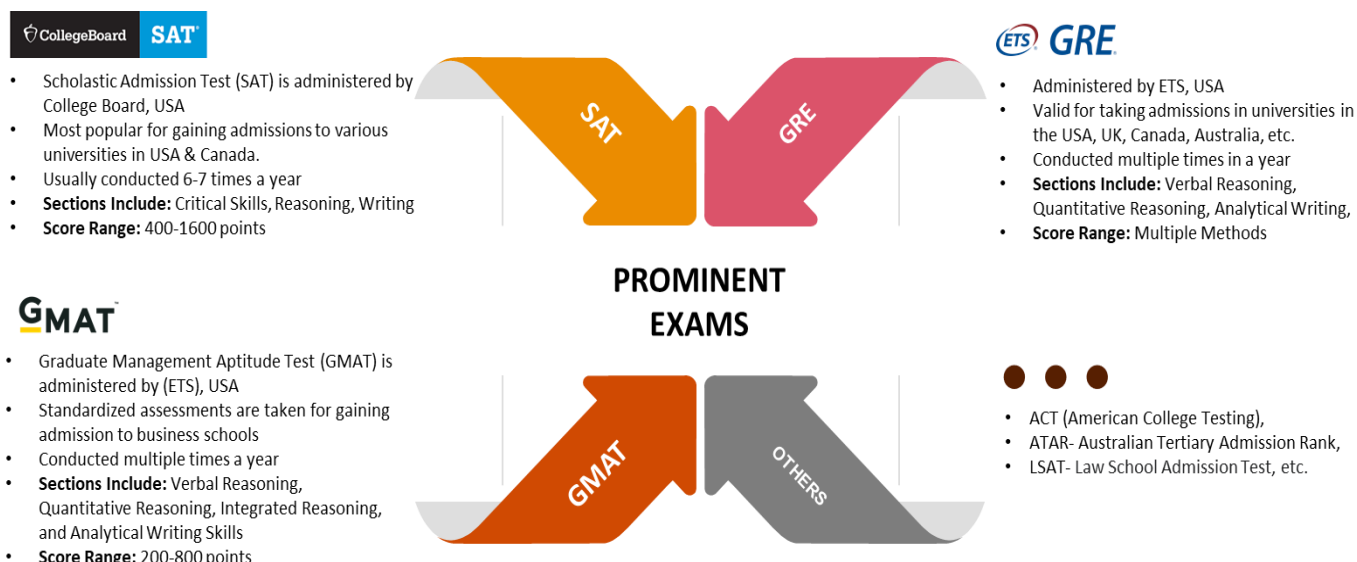 CollegeBoard SAT
• Scholastic Admission Test (SAT) is administered by
College Board, USA
• Most popular for gaining admissions to various
universities in USA & Canada.
• Usually conducted 6-7 times a year
• Sections Include: Critical Skills, Reasoning, Writing
• Score Range: 400-1600 points
SAT
GRE
ETS GRE
• Administered by ETS, USA
• Valid for taking admissions in universities in
the USA, UK, Canada, Australia, etc.
• Conducted multiple times in a year
• Sections Include: Verbal Reasoning,
Quantitative Reasoning, Analytical Writing,
• Score Range: Multiple Methods
PROMINENT
EXAMS
GMAT™
• Graduate Management Aptitude Test (GMAT) is
administered by (ETS), USA
• Standardized assessments are taken for gaining
admission to business schools
• Conducted multiple times a year
• Sections Include: Verbal Reasoning,
Quantitative Reasoning, Integrated Reasoning,
and Analytical Writing Skills
• Score Range: 200-800 points
GMAT
OTHERS
• ACT (American College Testing),
• ATAR- Australian Tertiary Admission Rank,
• LSAT- Law School Admission Test, etc.